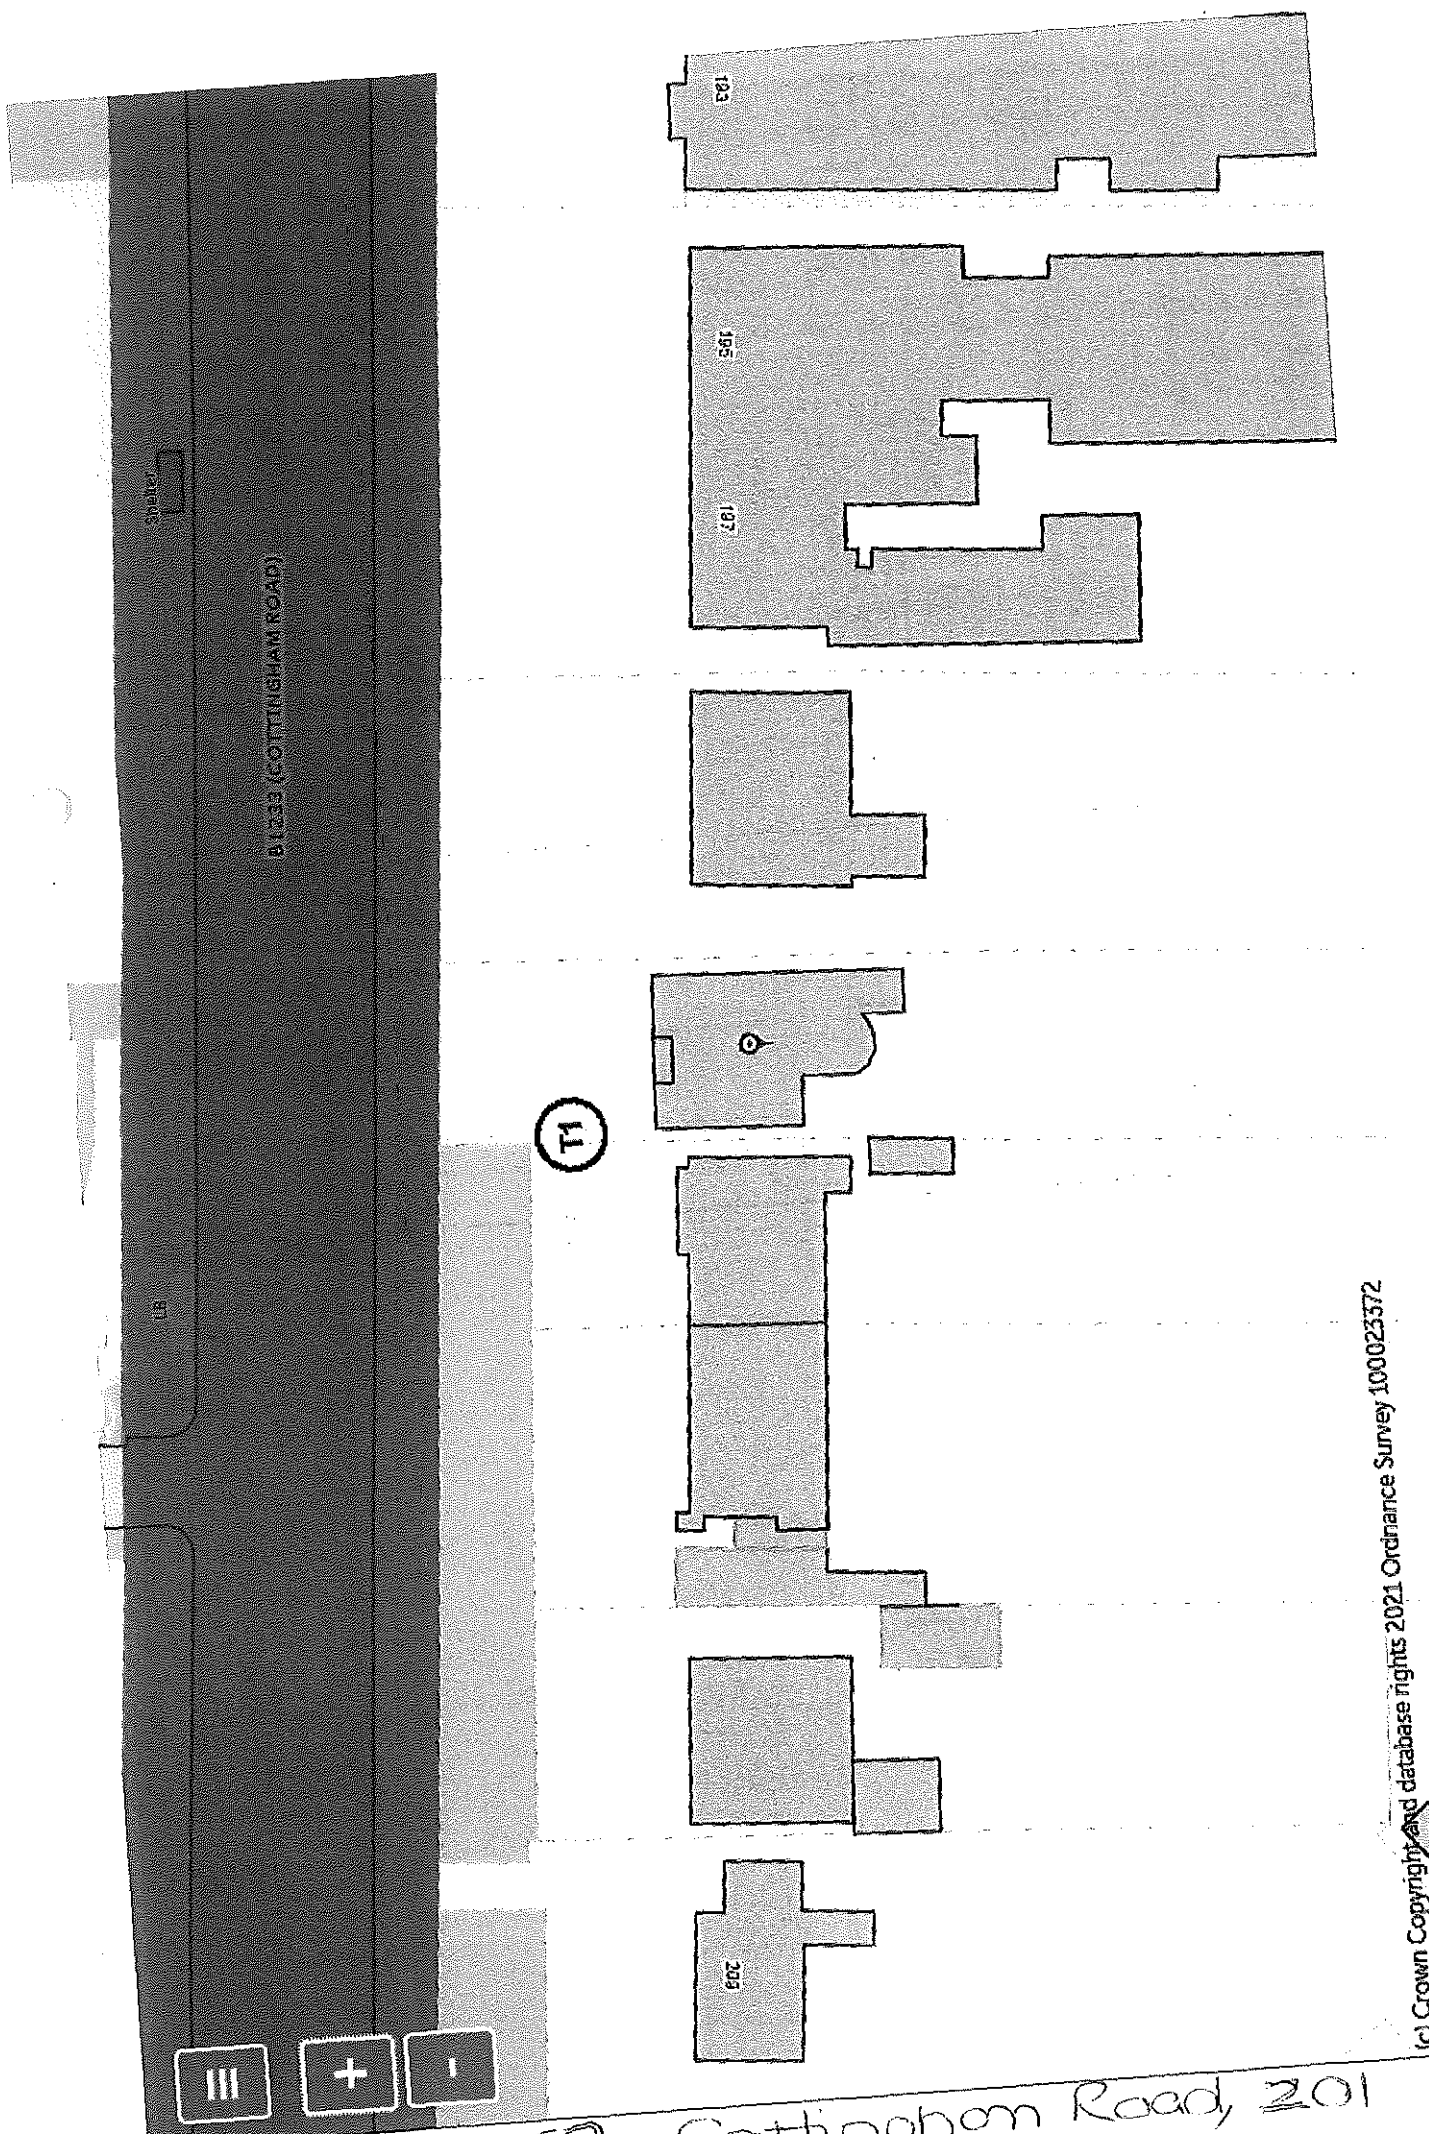 193
195
197
Shelter
B1233 (COTTINGHAM ROAD)
T1
LB
209
(c) Crown Copyright and database rights 2021 Ordnance Survey 100023372
Cottingham Road, 201